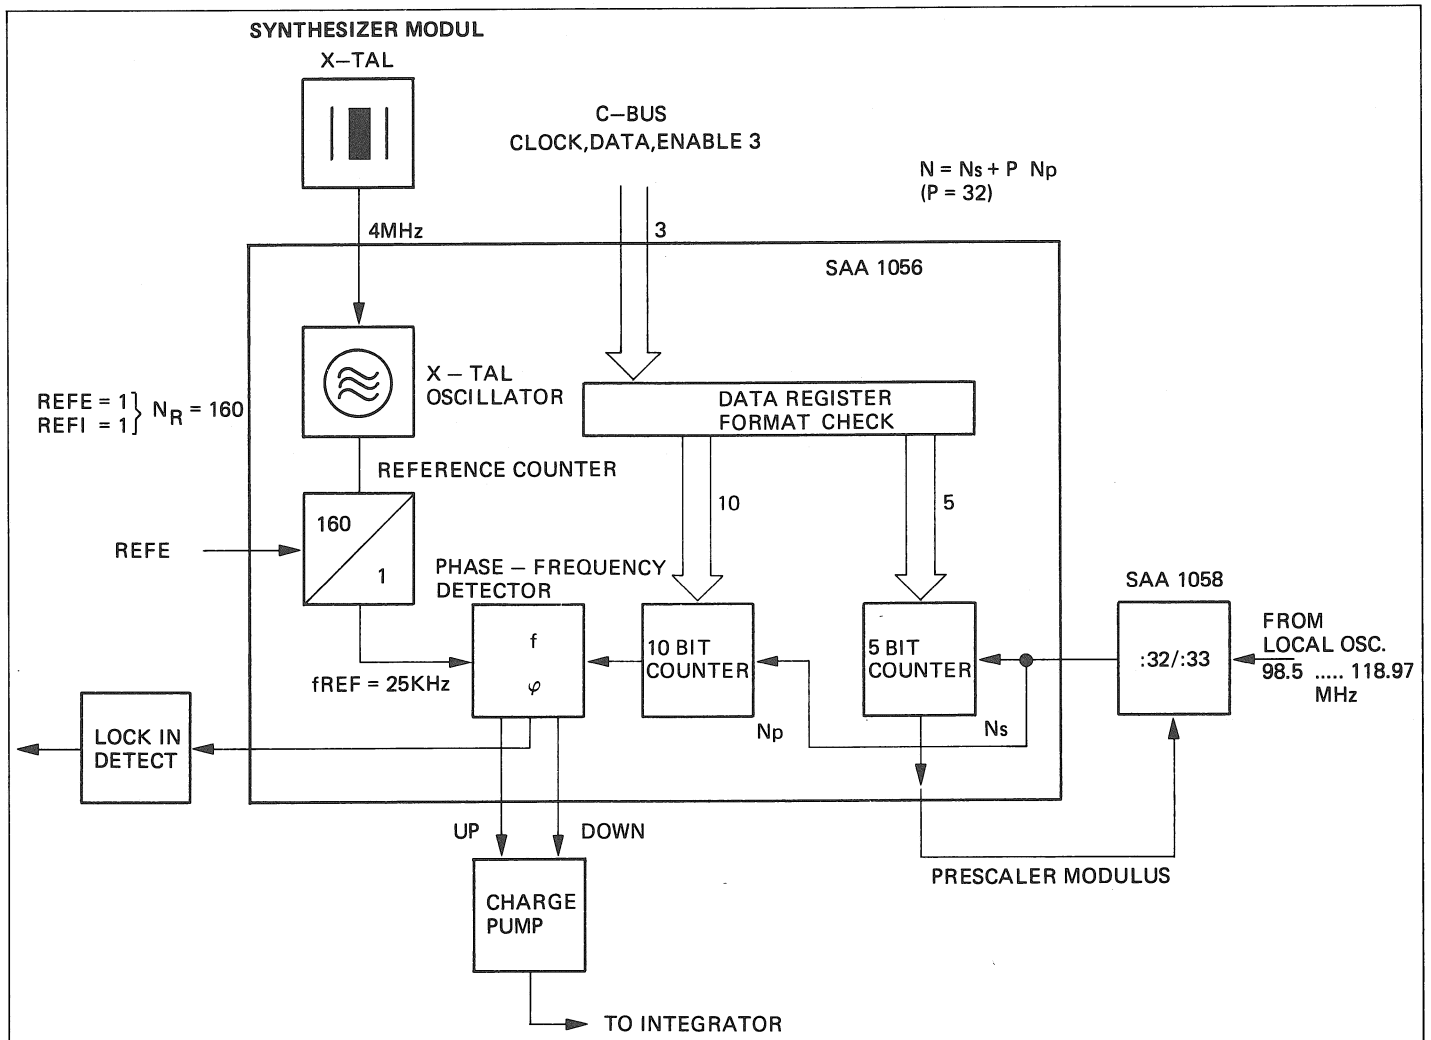 SYNTHESIZER MODUL
X–TAL
C–BUS
CLOCK,DATA,ENABLE 3
N = Ns + P Np
(P = 32)
4MHz
3
SAA 1056
X – TAL
OSCILLATOR
REFE = 1
REFI = 1
} NR = 160
DATA REGISTER
FORMAT CHECK
REFERENCE COUNTER
160
1
10
5
REFE
PHASE – FREQUENCY
DETECTOR
SAA 1058
f
φ
10 BIT
COUNTER
5 BIT
COUNTER
:32/:33
FROM
LOCAL OSC.
98.5 ..... 118.97
MHz
fREF = 25KHz
Np
Ns
LOCK IN
DETECT
UP
DOWN
PRESCALER MODULUS
CHARGE
PUMP
TO INTEGRATOR